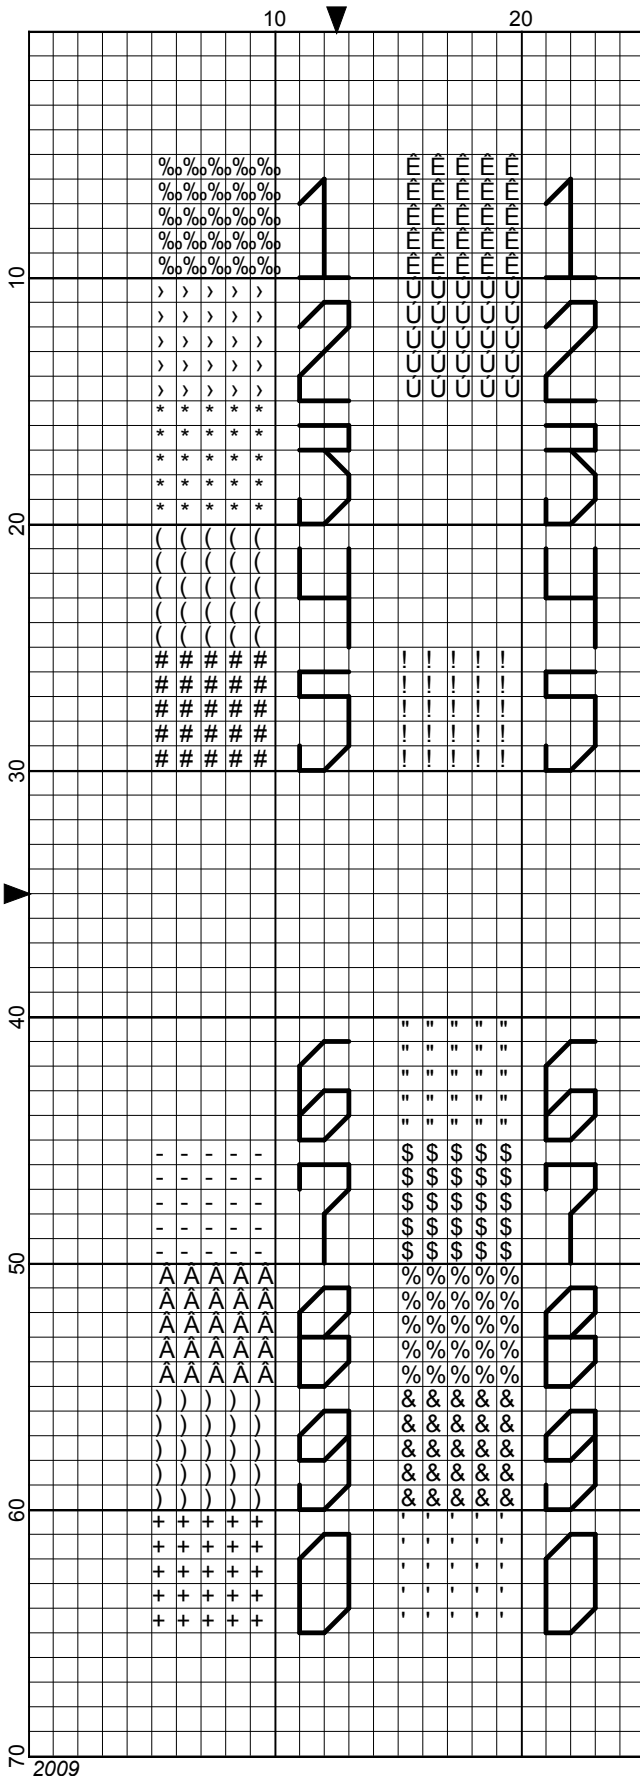 10 20
‰‰‰‰‰ Ê Ê Ê Ê Ê
‰‰‰‰‰ 1 Ê Ê Ê Ê Ê 1
‰‰‰‰‰ Ê Ê Ê Ê Ê
‰‰‰‰‰ Ê Ê Ê Ê Ê
‰‰‰‰‰ Ê Ê Ê Ê Ê
10 › › › › › Ú Ú Ú Ú Ú
› › › › › 2 Ú Ú Ú Ú Ú 2
› › › › › Ú Ú Ú Ú Ú
› › › › › Ú Ú Ú Ú Ú
› › › › › Ú Ú Ú Ú Ú
* * * * *
* * * * * 3 3
* * * * *
* * * * *
* * * * *
20 ( ( ( ( (
( ( ( ( ( 4 4
( ( ( ( (
( ( ( ( (
( ( ( ( (
# # # # # ! ! ! ! !
# # # # # 5 ! ! ! ! ! 5
# # # # # ! ! ! ! !
# # # # # ! ! ! ! !
# # # # # ! ! ! ! !
30
40 " " " " "
6 " " " " " 6
" " " " "
" " " " "
" " " " "
- - - - - $ $ $ $ $
- - - - - 7 $ $ $ $ $ 7
- - - - - $ $ $ $ $
- - - - - $ $ $ $ $
- - - - - $ $ $ $ $
50 Â Â Â Â Â % % % % %
Â Â Â Â Â 8 % % % % % 8
Â Â Â Â Â % % % % %
Â Â Â Â Â % % % % %
Â Â Â Â Â % % % % %
) ) ) ) ) & & & & &
) ) ) ) ) 9 & & & & & 9
) ) ) ) ) & & & & &
) ) ) ) ) & & & & &
) ) ) ) ) & & & & &
60 + + + + + ' ' ' ' '
+ + + + + 0 ' ' ' ' ' 0
+ + + + + ' ' ' ' '
+ + + + + ' ' ' ' '
+ + + + + ' ' ' ' '
70
2009